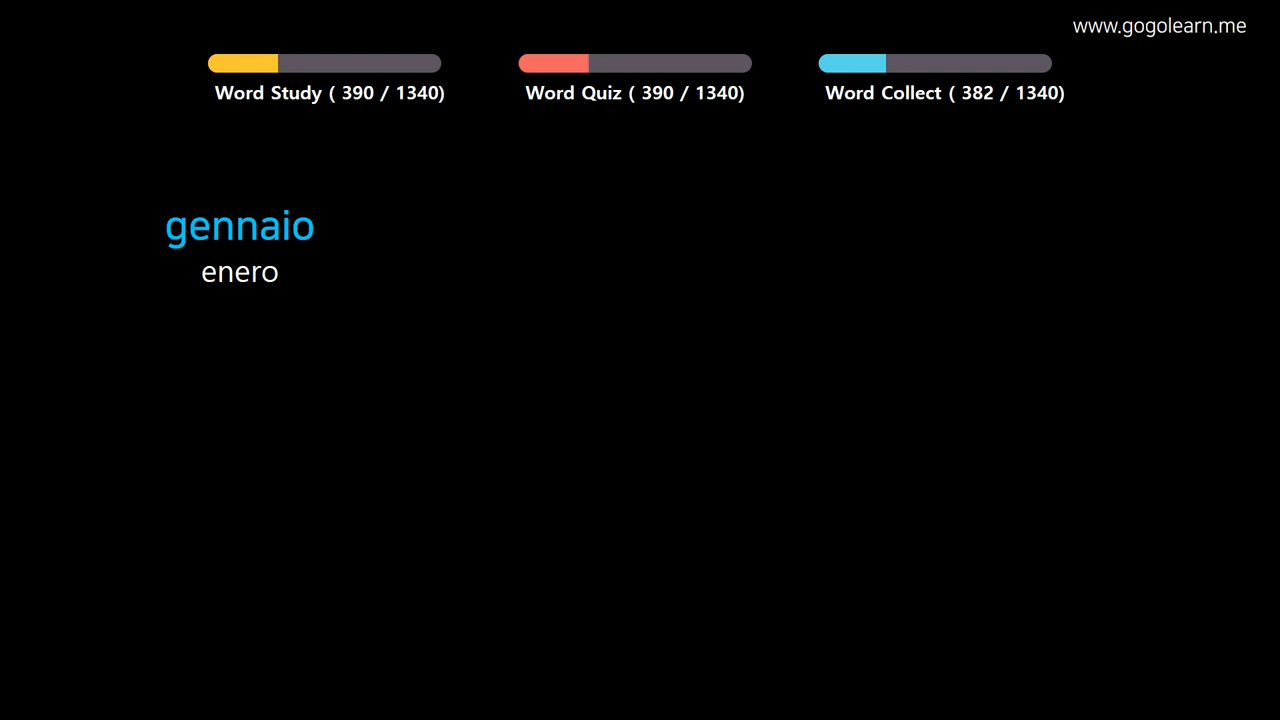 www.gogolearn.me
Word Study ( 390 / 1340)
Word Quiz ( 390 / 1340)
Word Collect ( 382 / 1340)
gennaio
enero